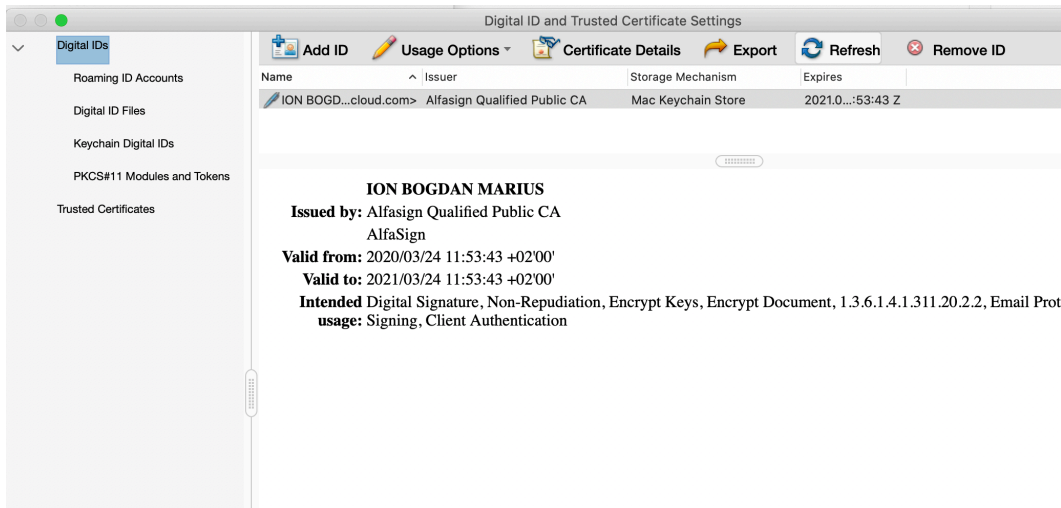 Digital ID and Trusted Certificate Settings
Digital IDs
Roaming ID Accounts
Digital ID Files
Keychain Digital IDs
PKCS#11 Modules and Tokens
Trusted Certificates
Add ID Usage Options Certificate Details Export Refresh Remove ID
Name Issuer Storage Mechanism Expires
ION BOGD...cloud.com> Alfasign Qualified Public CA Mac Keychain Store 2021.0...:53:43 Z
ION BOGDAN MARIUS
Issued by: Alfasign Qualified Public CA
AlfaSign
Valid from: 2020/03/24 11:53:43 +02'00'
Valid to: 2021/03/24 11:53:43 +02'00'
Intended Digital Signature, Non-Repudiation, Encrypt Keys, Encrypt Document, 1.3.6.1.4.1.311.20.2.2, Email Prot
usage: Signing, Client Authentication